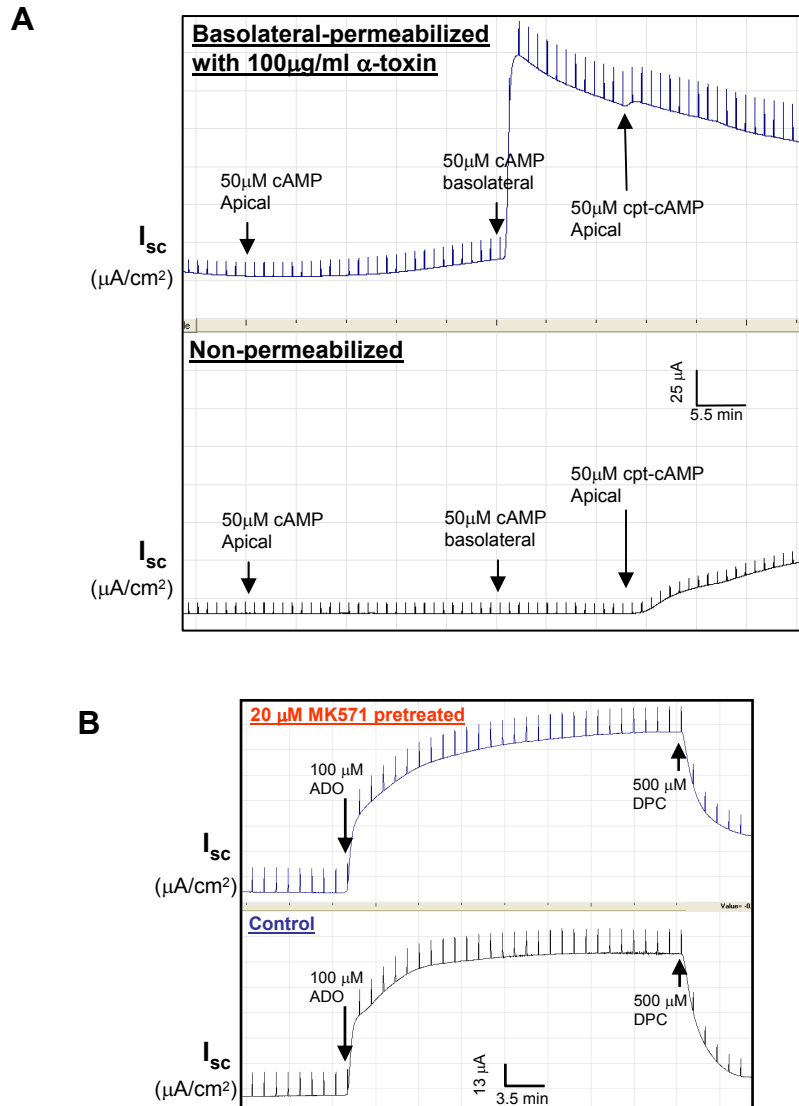 A
Basolateral-permeabilized
with 100μg/ml α-toxin
50μM cAMP
Apical
50μM cAMP
basolateral
50μM cpt-cAMP
Apical
Isc
(μA/cm²)
le
Non-permeabilized
25 μA
5.5 min
50μM cpt-cAMP
Apical
50μM cAMP
Apical
50μM cAMP
basolateral
Isc
(μA/cm²)
B
20 μM MK571 pretreated
100 μM
ADO
500 μM
DPC
Isc
(μA/cm²)
Value= -0.
Control
100 μM
ADO
500 μM
DPC
13 μA
3.5 min
Isc
(μA/cm²)